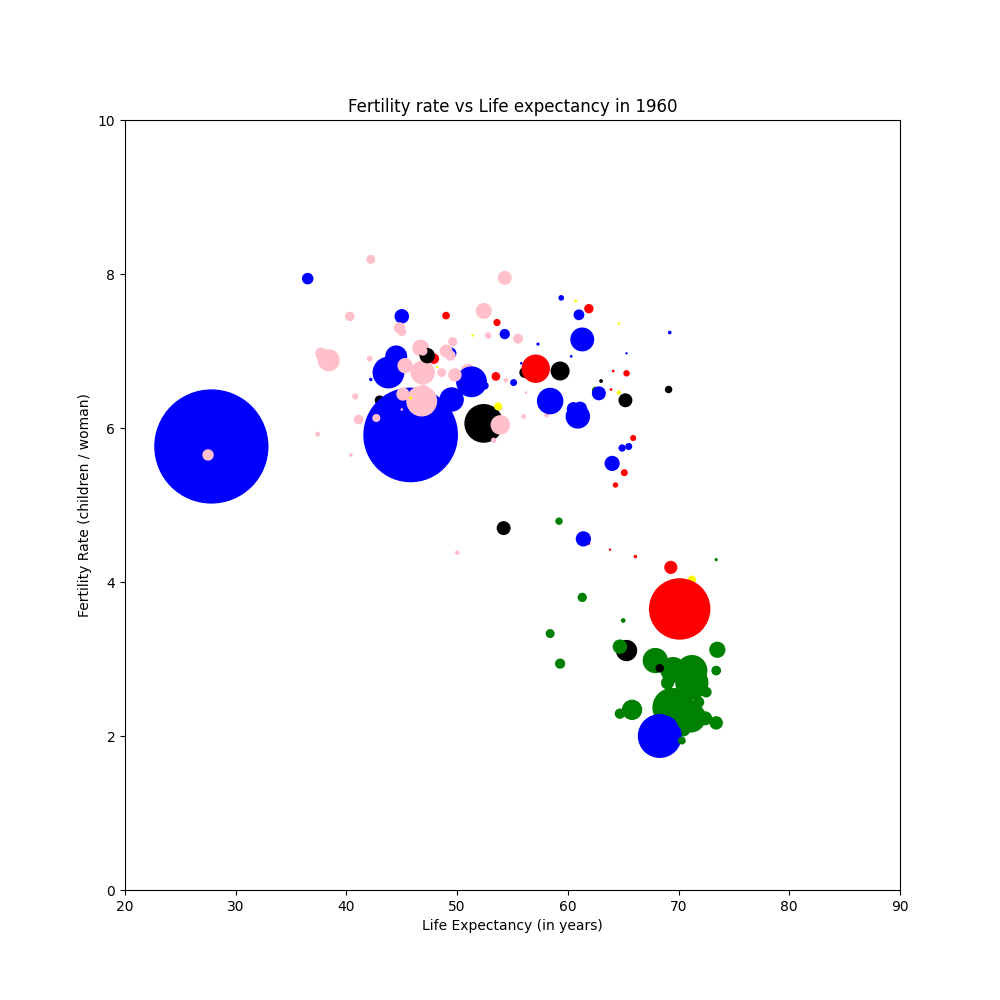 Fertility rate vs Life expectancy in 1960
10
8
6
4
2
0
Fertility Rate (children / woman)
20 30 40 50 60 70 80 90
Life Expectancy (in years)